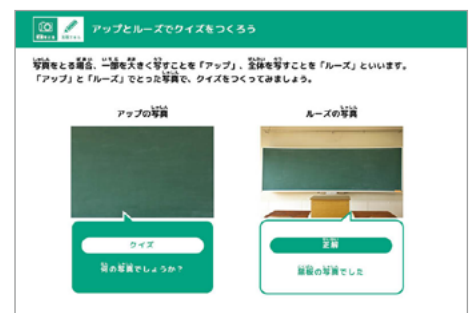 アップとルーズでクイズをつくろう
写真をとる場合、一部を大きく写すことを「アップ」、全体を写すことを「ルーズ」といいます。
「アップ」と「ルーズ」でとった写真で、クイズをつくってみましょう。
アップの写真
ルーズの写真
クイズ
何の写真でしょうか？
正解
黒板の写真でした